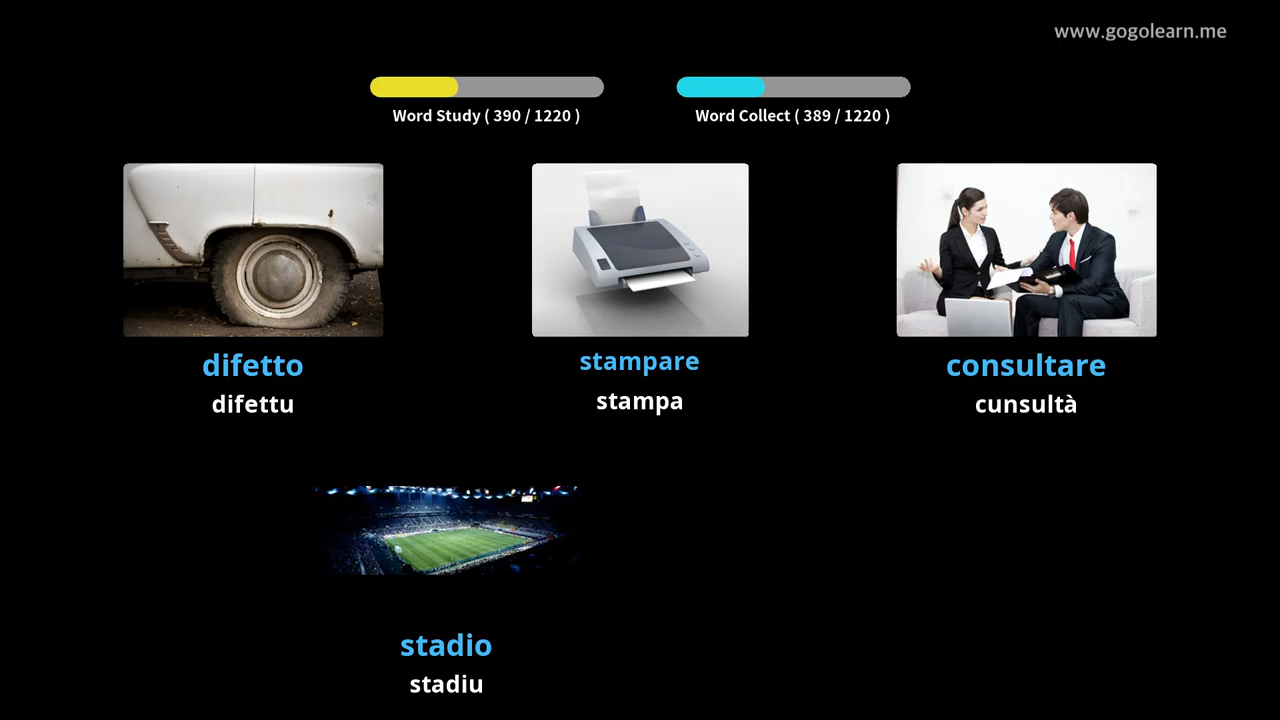 www.gogolearn.me
Word Study ( 390 / 1220 )
Word Collect ( 389 / 1220 )
difetto
difettu
stampare
stampa
consultare
cunsultà
stadio
stadiu